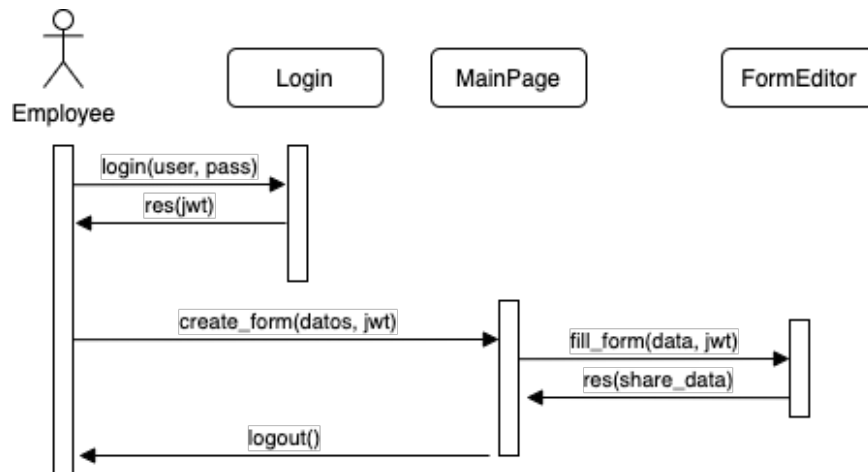 Employee
Login
MainPage
FormEditor
login(user, pass)
res(jwt)
create_form(datos, jwt)
fill_form(data, jwt)
res(share_data)
logout()